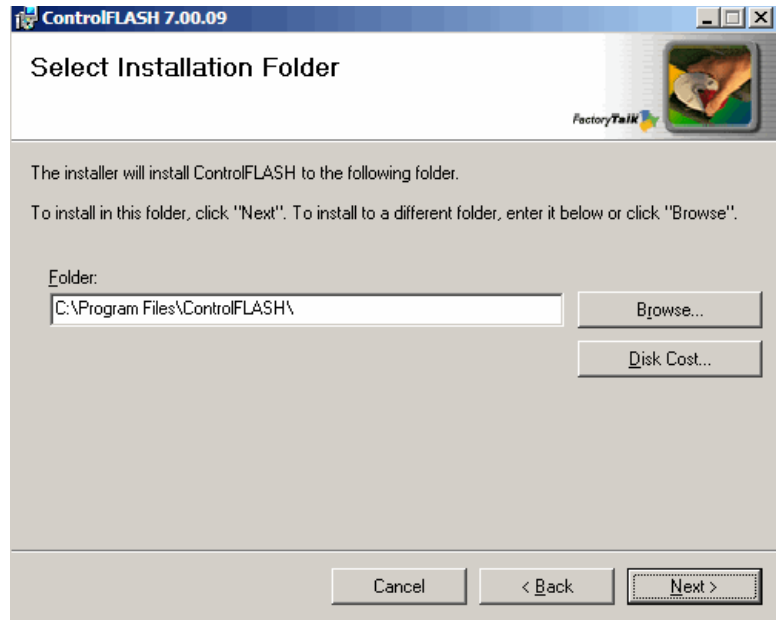 ControlFLASH 7.00.09
Select Installation Folder
FactoryTalk
The installer will install ControlFLASH to the following folder.
To install in this folder, click "Next". To install to a different folder, enter it below or click "Browse".
Folder:
C:\Program Files\ControlFLASH\
Browse...
Disk Cost...
Cancel
< Back
Next >